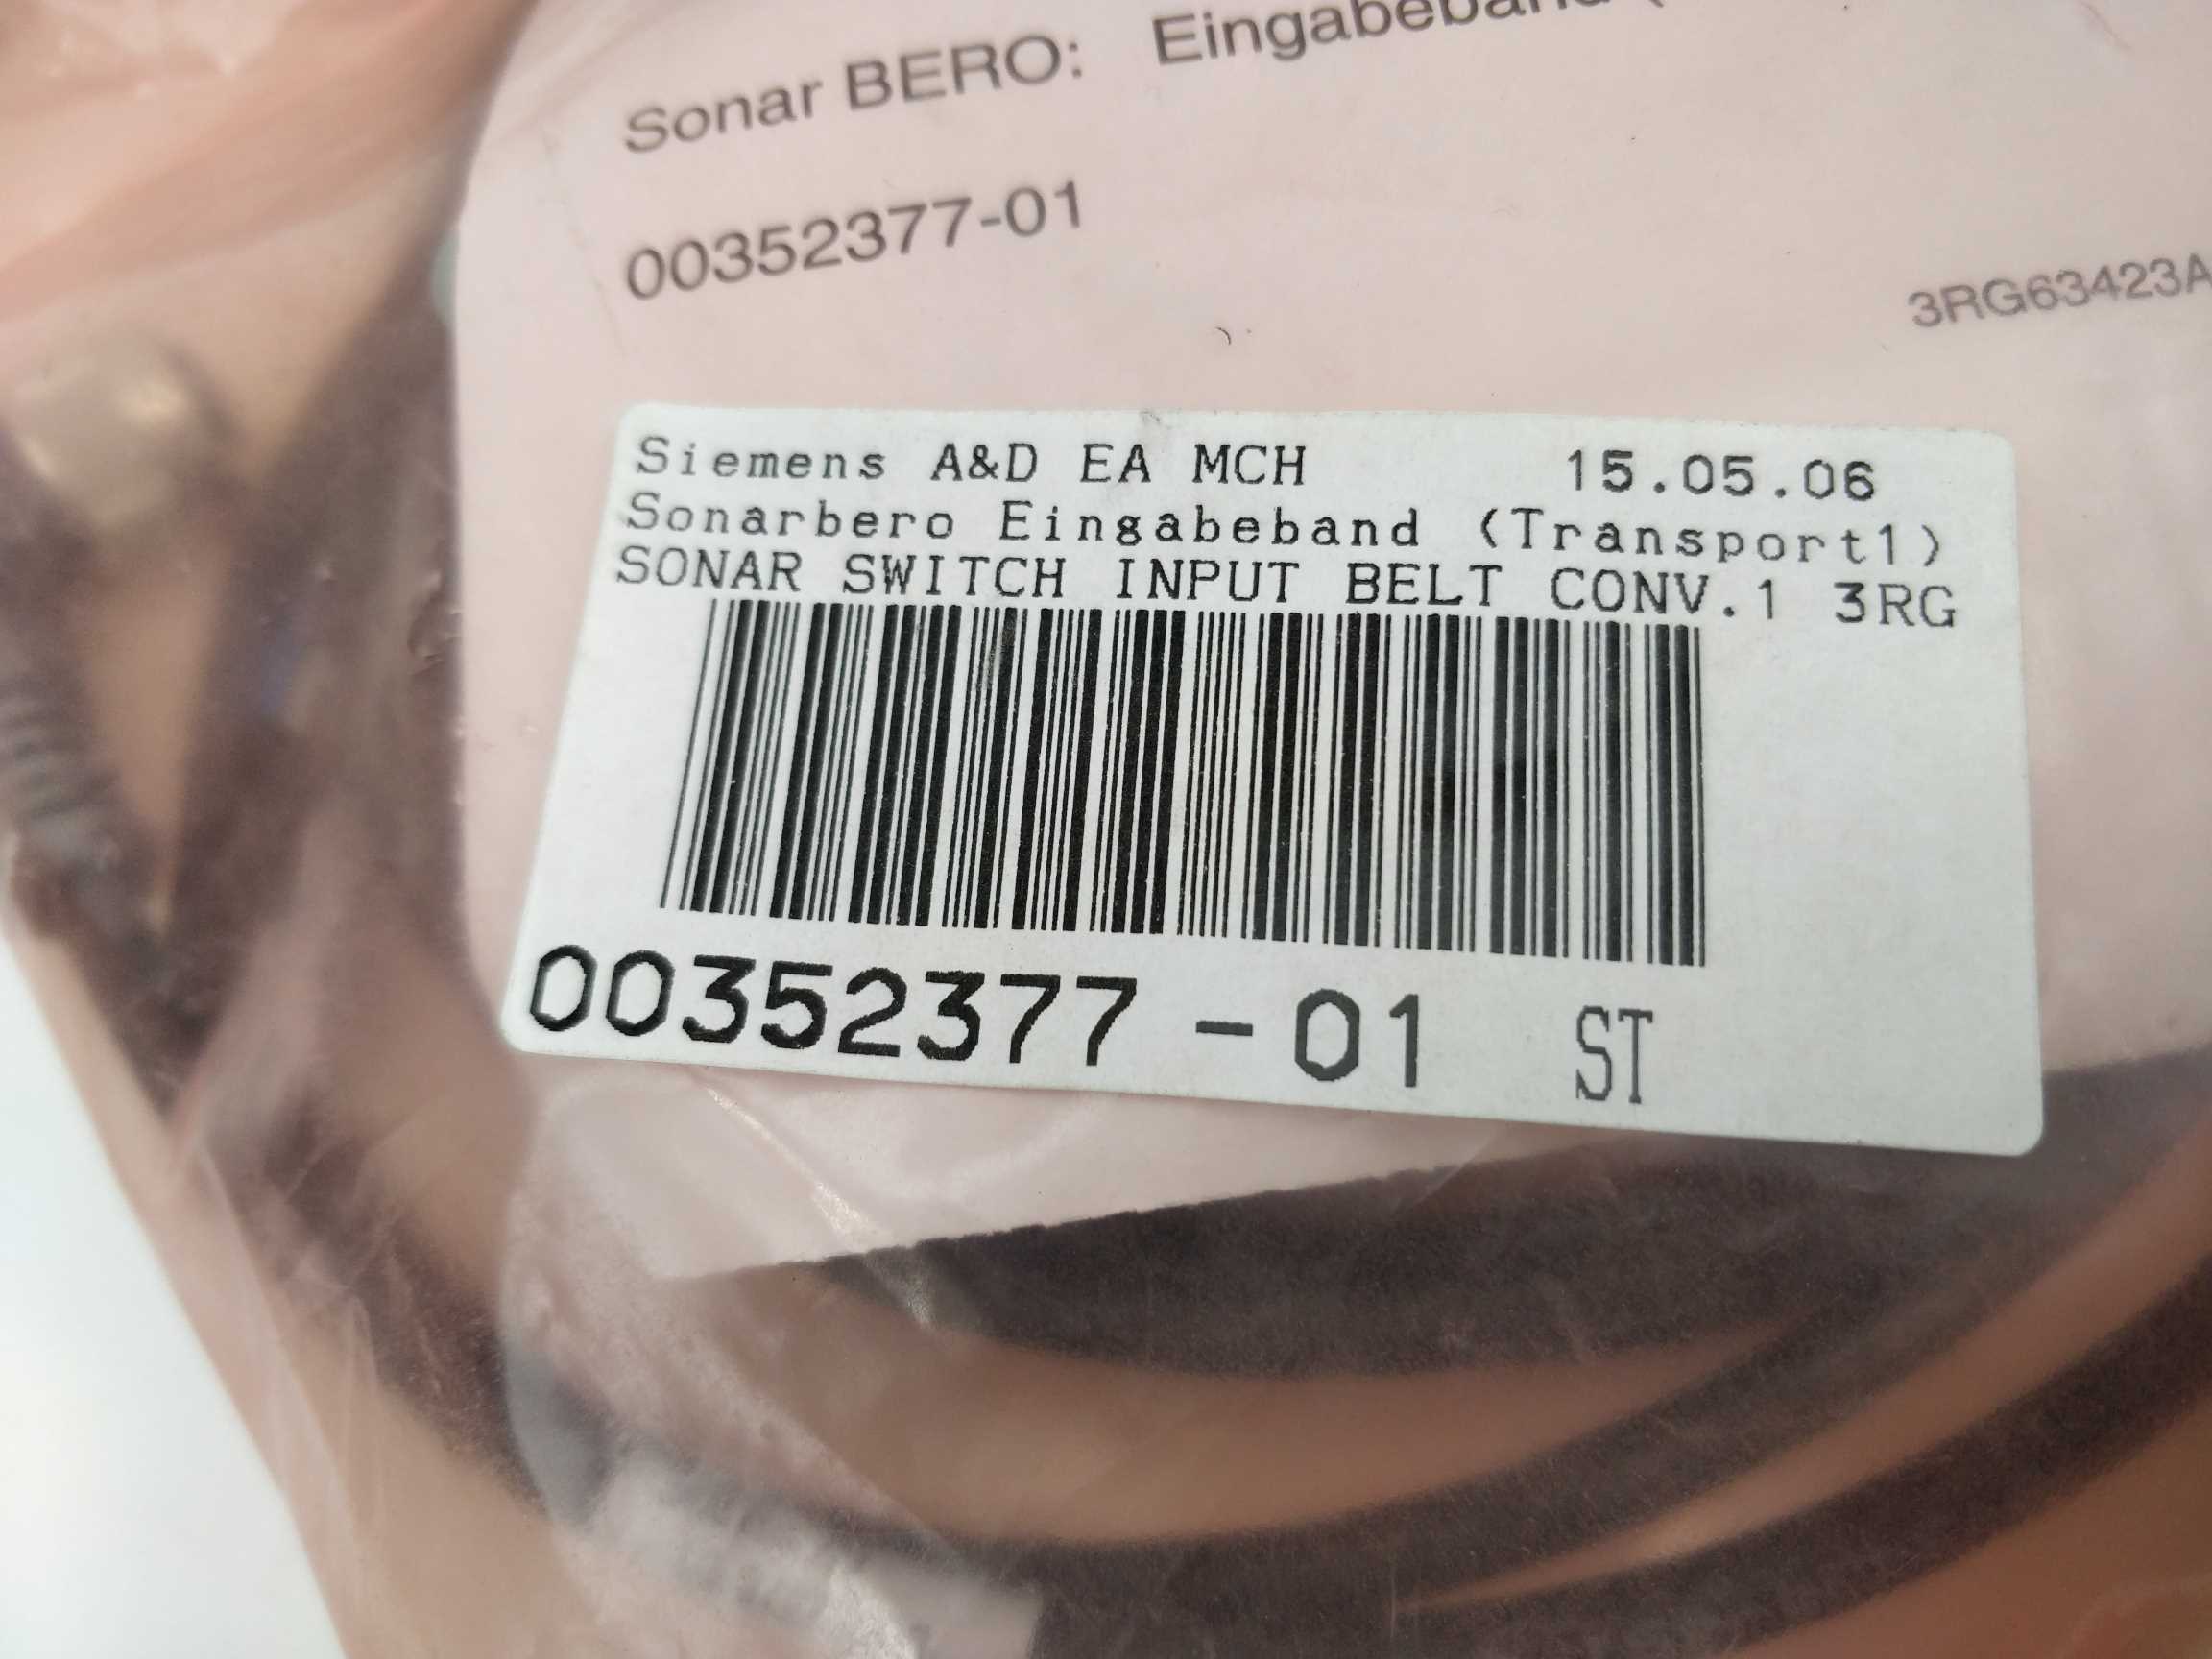 Sonar BERO: Eingabeband (
00352377-01
3RG63423A
Siemens A&D EA MCH 15.05.06
Sonarbero Eingabeband (Transport1)
SONAR SWITCH INPUT BELT CONV.1 3RG
00352377 - 01 ST